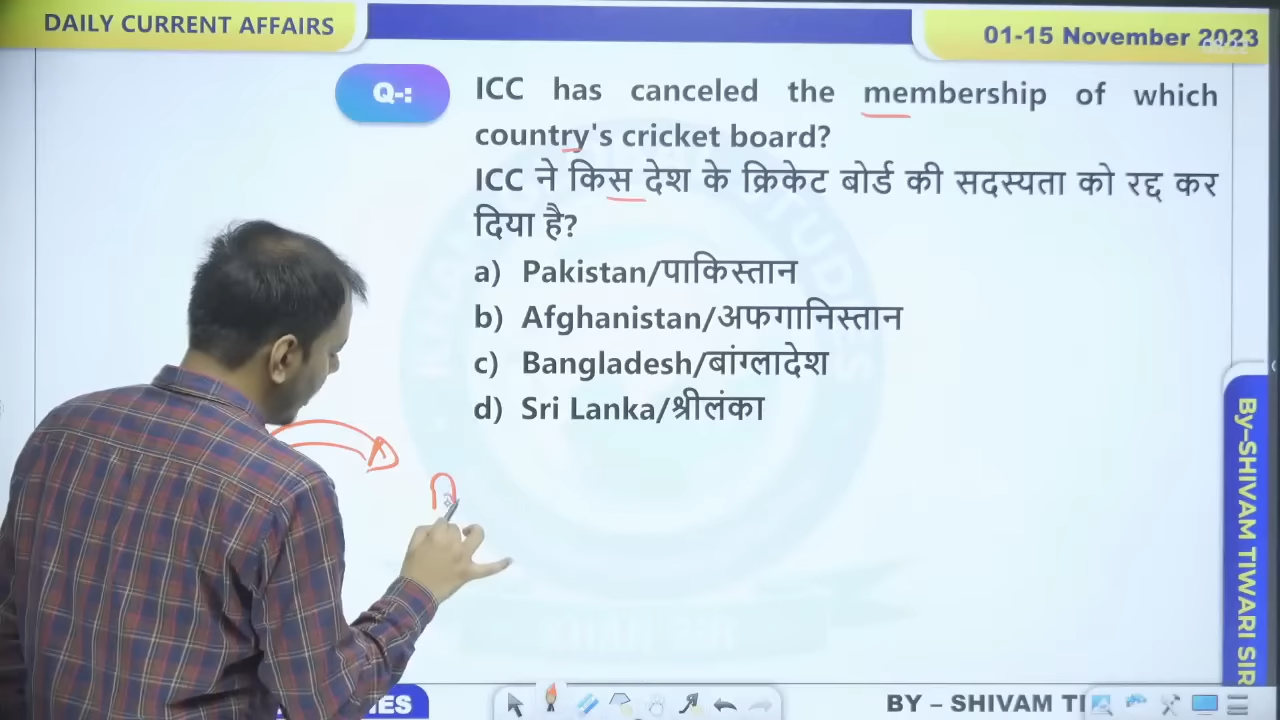 DAILY CURRENT AFFAIRS
01-15 November 2023
Q-:
ICC has canceled the membership of which
country's cricket board?
ICC ने किस देश के क्रिकेट बोर्ड की सदस्यता को रद्द कर
दिया है?
a) Pakistan/पाकिस्तान
b) Afghanistan/अफगानिस्तान
c) Bangladesh/बांग्लादेश
d) Sri Lanka/श्रीलंका
By-SHIVAM TIWARI SIR
BY – SHIVAM TI